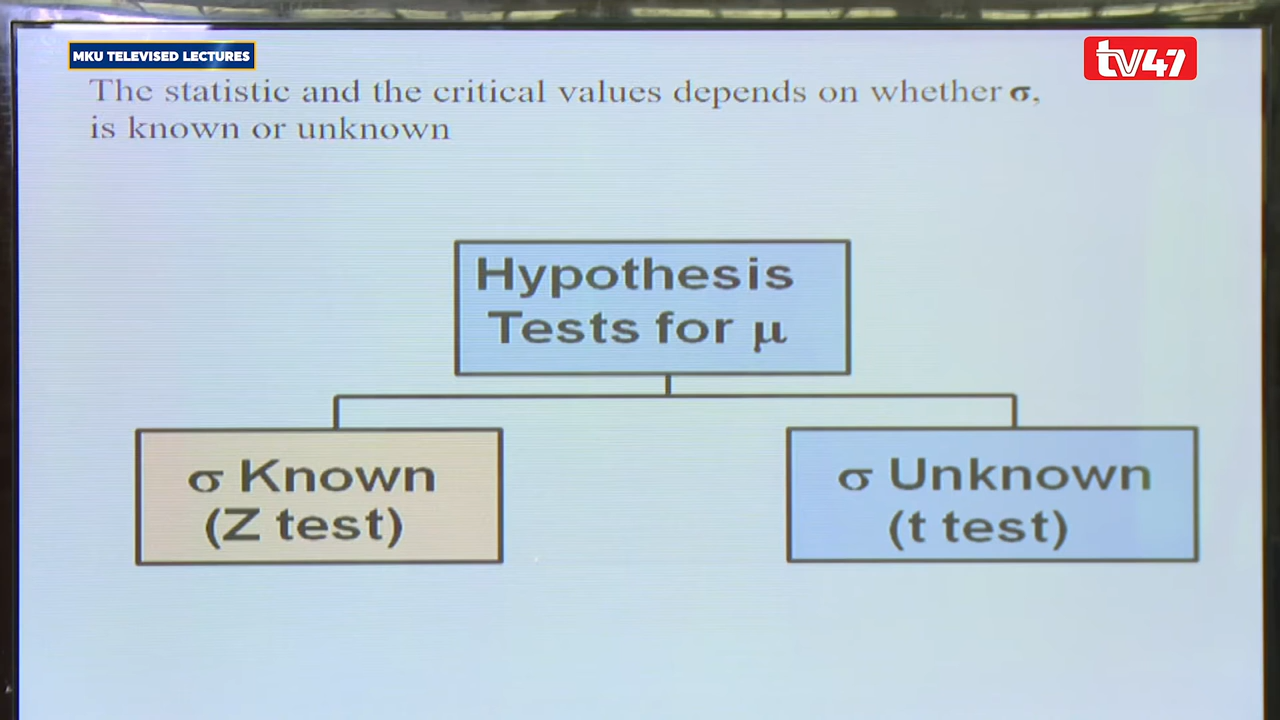 MKU TELEVISED LECTURES
tv47
The statistic and the critical values depends on whether σ,
is known or unknown
Hypothesis
Tests for μ
σ Known
(Z test)
σ Unknown
(t test)